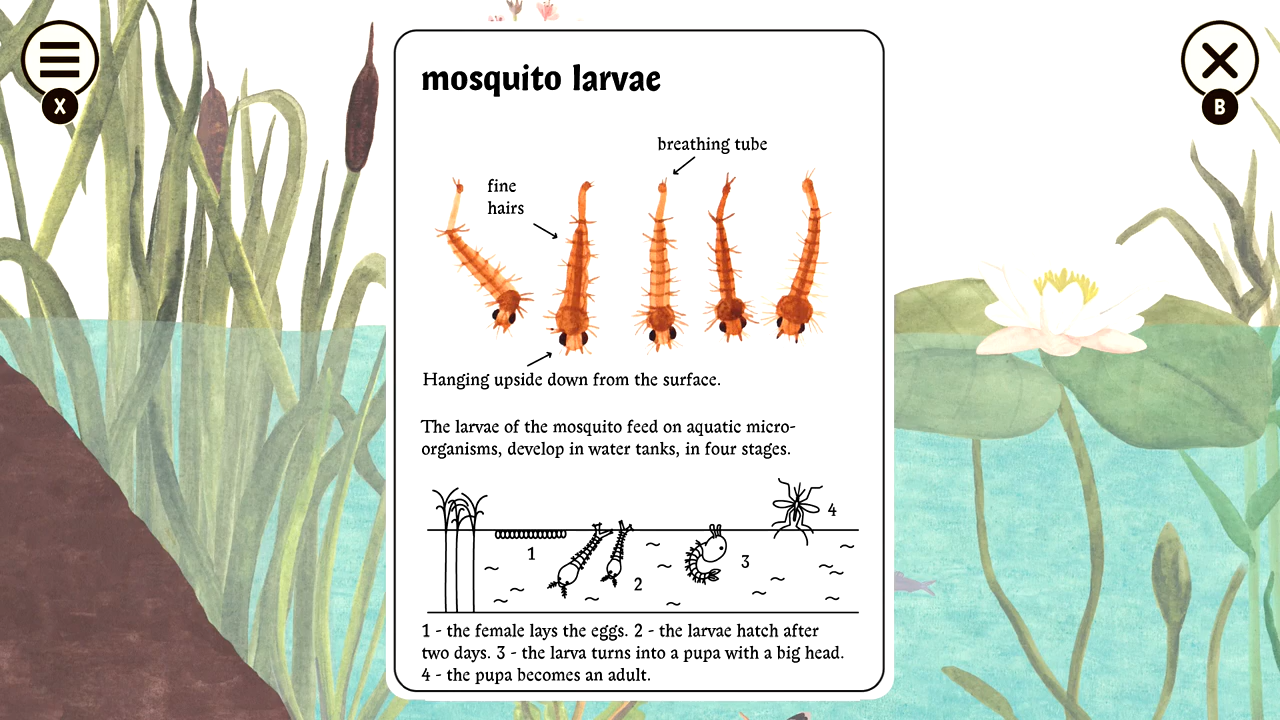 mosquito larvae
breathing tube
fine
hairs
Hanging upside down from the surface.
The larvae of the mosquito feed on aquatic micro-
organisms, develop in water tanks, in four stages.
4
1
3
2
1 - the female lays the eggs. 2 - the larvae hatch after
two days. 3 - the larva turns into a pupa with a big head.
4 - the pupa becomes an adult.
X
B